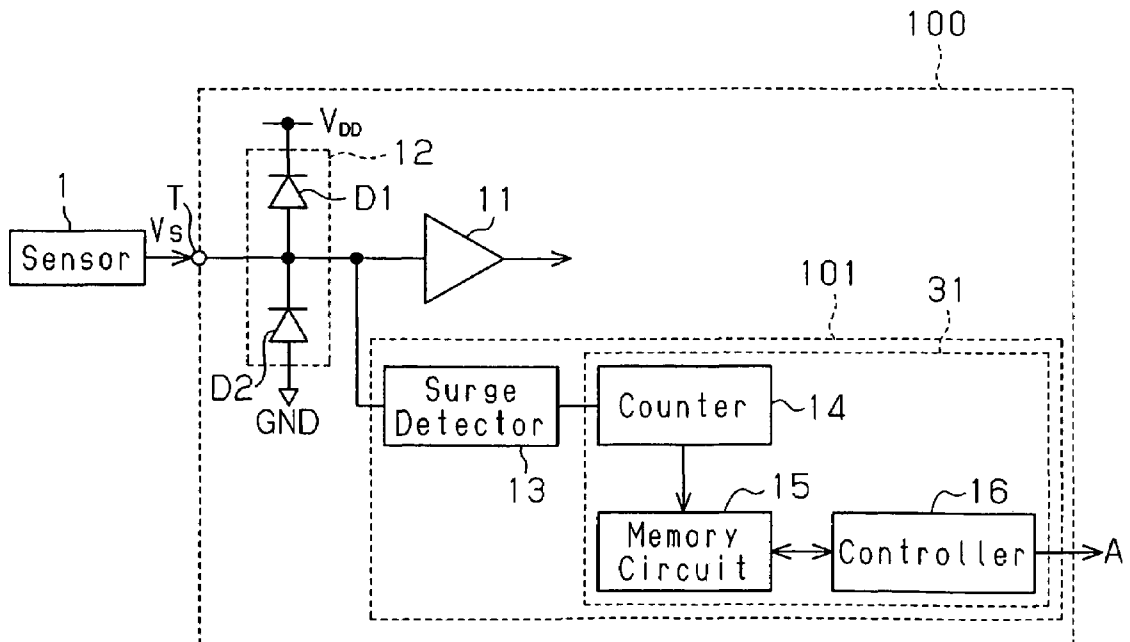 100
VDD
12
1
T
D1
11
Vs
Sensor
101
31
D2
GND
Surge
Detector
Counter
14
13
15
16
Memory
Circuit
Controller
A